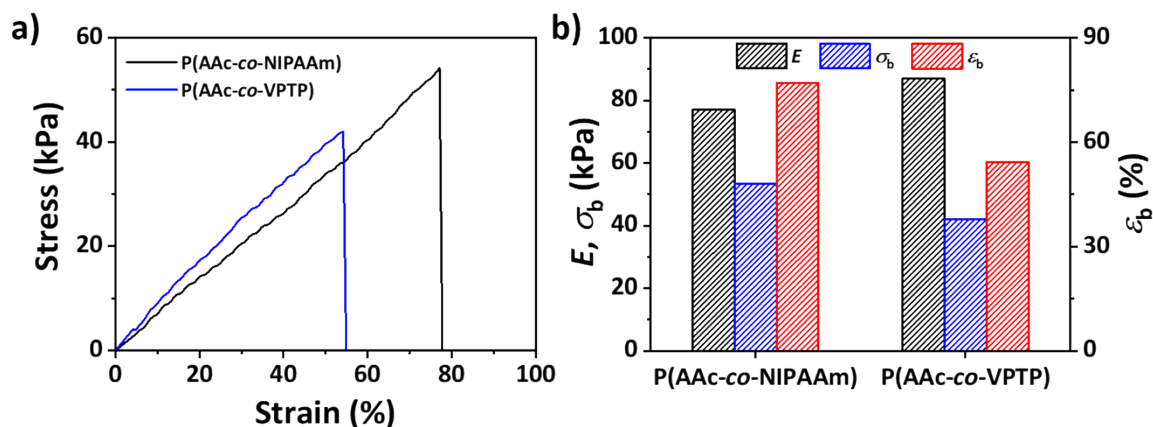 a)
60
40
20
0
Stress (kPa)
P(AAc-co-NIPAAm)
P(AAc-co-VPTP)
0 20 40 60 80 100
Strain (%)
b)
100
80
60
40
20
0
E, σb (kPa)
E σb εb
90
60
30
0
εb (%)
P(AAc-co-NIPAAm) P(AAc-co-VPTP)